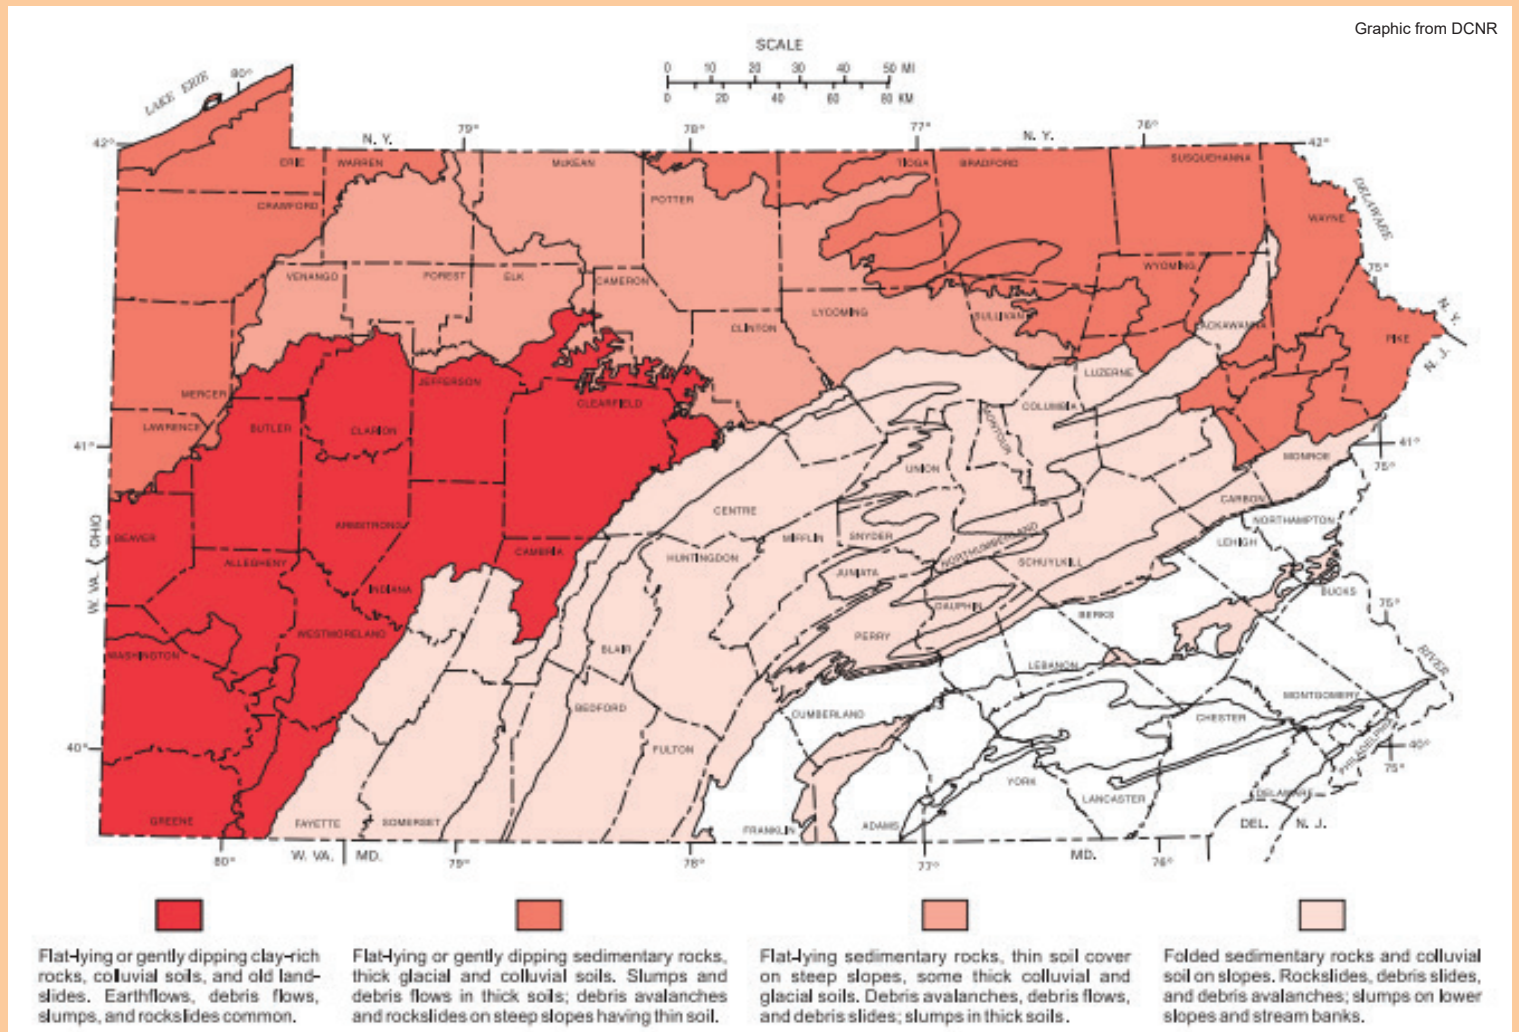 Graphic from DCNR
SCALE
0 10 20 30 40 50 MI
0 20 40 60 80 KM
LAKE ERIE
80°
42°
N. Y.
79°
78°
77°
N. Y.
76°
42°
ERIE
WARREN
McKEAN
TIOGA
BRADFORD
SUSQUEHANNA
CRAWFORD
POTTER
WAYNE
DELAWARE
VENANGO
FOREST
ELK
CAMERON
WYOMING
75°
CLINTON
LYCOMING
SULLIVAN
LACKAWANNA
PIKE
N. Y.
N. J.
MERCER
JEFFERSON
CLEARFIELD
LUZERNE
COLUMBIA
LAWRENCE
BUTLER
CLARION
MONTOUR
41°
41°
75°
UNION
MONROE
CENTRE
CARBON
OHIO
W. VA.
BEAVER
ARMSTRONG
CAMBRIA
MIFFLIN
SNYDER
NORTHUMBERLAND
NORTHAMPTON
LEHIGH
ALLEGHENY
HUNTINGDON
SCHUYLKILL
INDIANA
JUNIATA
BUCKS
DAUPHIN
BERKS
75°
WESTMORELAND
PERRY
WASHINGTON
BLAIR
LEBANON
RIVER
BEDFORD
CUMBERLAND
MONTGOMERY
CHESTER
40°
FULTON
PHILADELPHIA
40°
75°
YORK
LANCASTER
DELAWARE
GREENE
FAYETTE
SOMERSET
FRANKLIN
ADAMS
DEL.
N. J.
80°
W. VA.
MD.
79°
78°
77°
MD.
76°
Flat-lying or gently dipping clay-rich
rocks, colluvial soils, and old land-
slides. Earthflows, debris flows,
slumps, and rockslides common.
Flat-lying or gently dipping sedimentary rocks,
thick glacial and colluvial soils. Slumps and
debris flows in thick soils; debris avalanches
and rockslides on steep slopes having thin soil.
Flat-lying sedimentary rocks, thin soil cover
on steep slopes, some thick colluvial and
glacial soils. Debris avalanches, debris flows,
and debris slides; slumps in thick soils.
Folded sedimentary rocks and colluvial
soil on slopes. Rockslides, debris slides,
and debris avalanches; slumps on lower
slopes and stream banks.